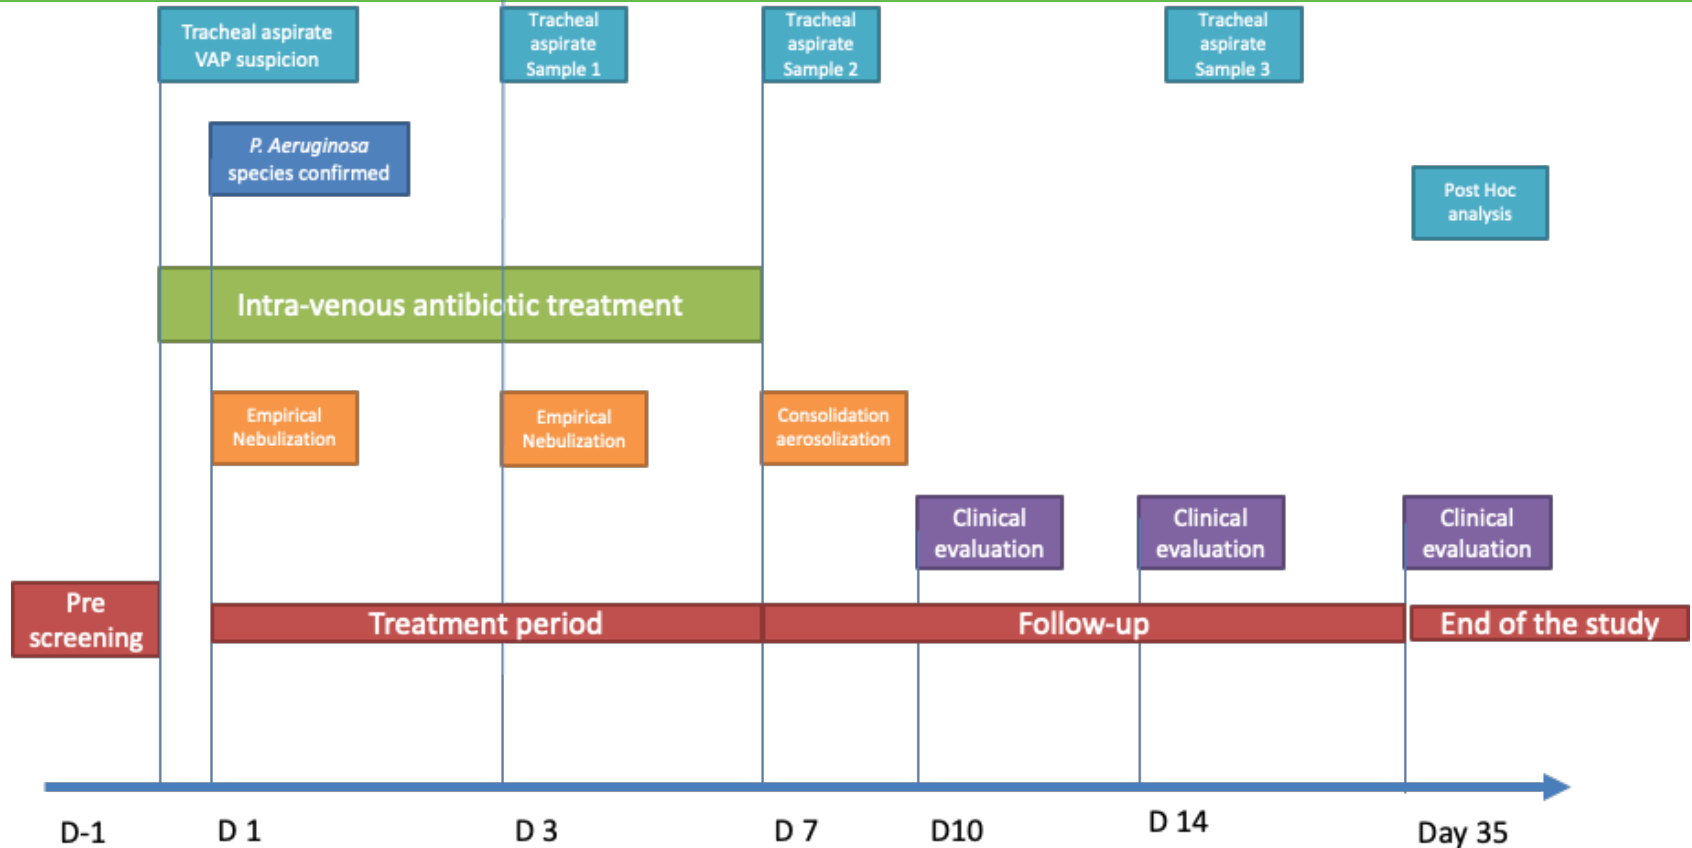 Tracheal aspirate
VAP suspicion
Tracheal
aspirate
Sample 1
Tracheal
aspirate
Sample 2
Tracheal
aspirate
Sample 3
P. Aeruginosa
species confirmed
Post Hoc
analysis
Intra-venous antibiotic treatment
Empirical
Nebulization
Empirical
Nebulization
Consolidation
aerosolization
Clinical
evaluation
Clinical
evaluation
Clinical
evaluation
Pre
screening
Treatment period
Follow-up
End of the study
D-1
D 1
D 3
D 7
D10
D 14
Day 35